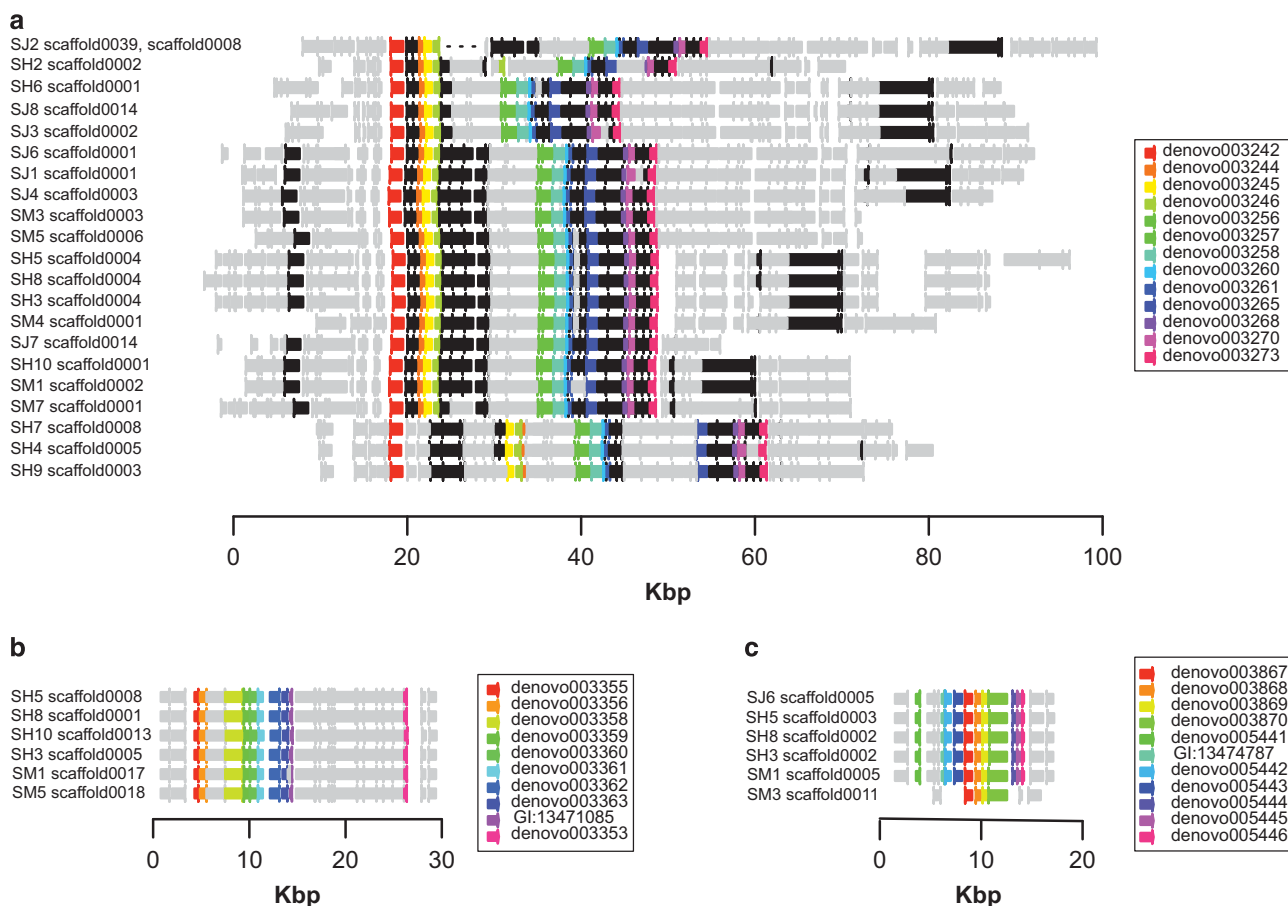 a
SJ2 scaffold0039, scaffold0008
SH2 scaffold0002
SH6 scaffold0001
SJ8 scaffold0014
SJ3 scaffold0002
SJ6 scaffold0001
SJ1 scaffold0001
SJ4 scaffold0003
SM3 scaffold0003
SM5 scaffold0006
SH5 scaffold0004
SH8 scaffold0004
SH3 scaffold0004
SM4 scaffold0001
SJ7 scaffold0014
SH10 scaffold0001
SM1 scaffold0002
SM7 scaffold0001
SH7 scaffold0008
SH4 scaffold0005
SH9 scaffold0003
denovo003242
denovo003244
denovo003245
denovo003246
denovo003256
denovo003257
denovo003258
denovo003260
denovo003261
denovo003265
denovo003268
denovo003270
denovo003273
0 20 40 60 80 100
Kbp
b
SH5 scaffold0008
SH8 scaffold0001
SH10 scaffold0013
SH3 scaffold0005
SM1 scaffold0017
SM5 scaffold0018
0 10 20 30
Kbp
denovo003355
denovo003356
denovo003358
denovo003359
denovo003360
denovo003361
denovo003362
denovo003363
GI:13471085
denovo003353
c
SJ6 scaffold0005
SH5 scaffold0003
SH8 scaffold0002
SH3 scaffold0002
SM1 scaffold0005
SM3 scaffold0011
0 10 20
Kbp
denovo003867
denovo003868
denovo003869
denovo003870
denovo005441
GI:13474787
denovo005442
denovo005443
denovo005444
denovo005445
denovo005446